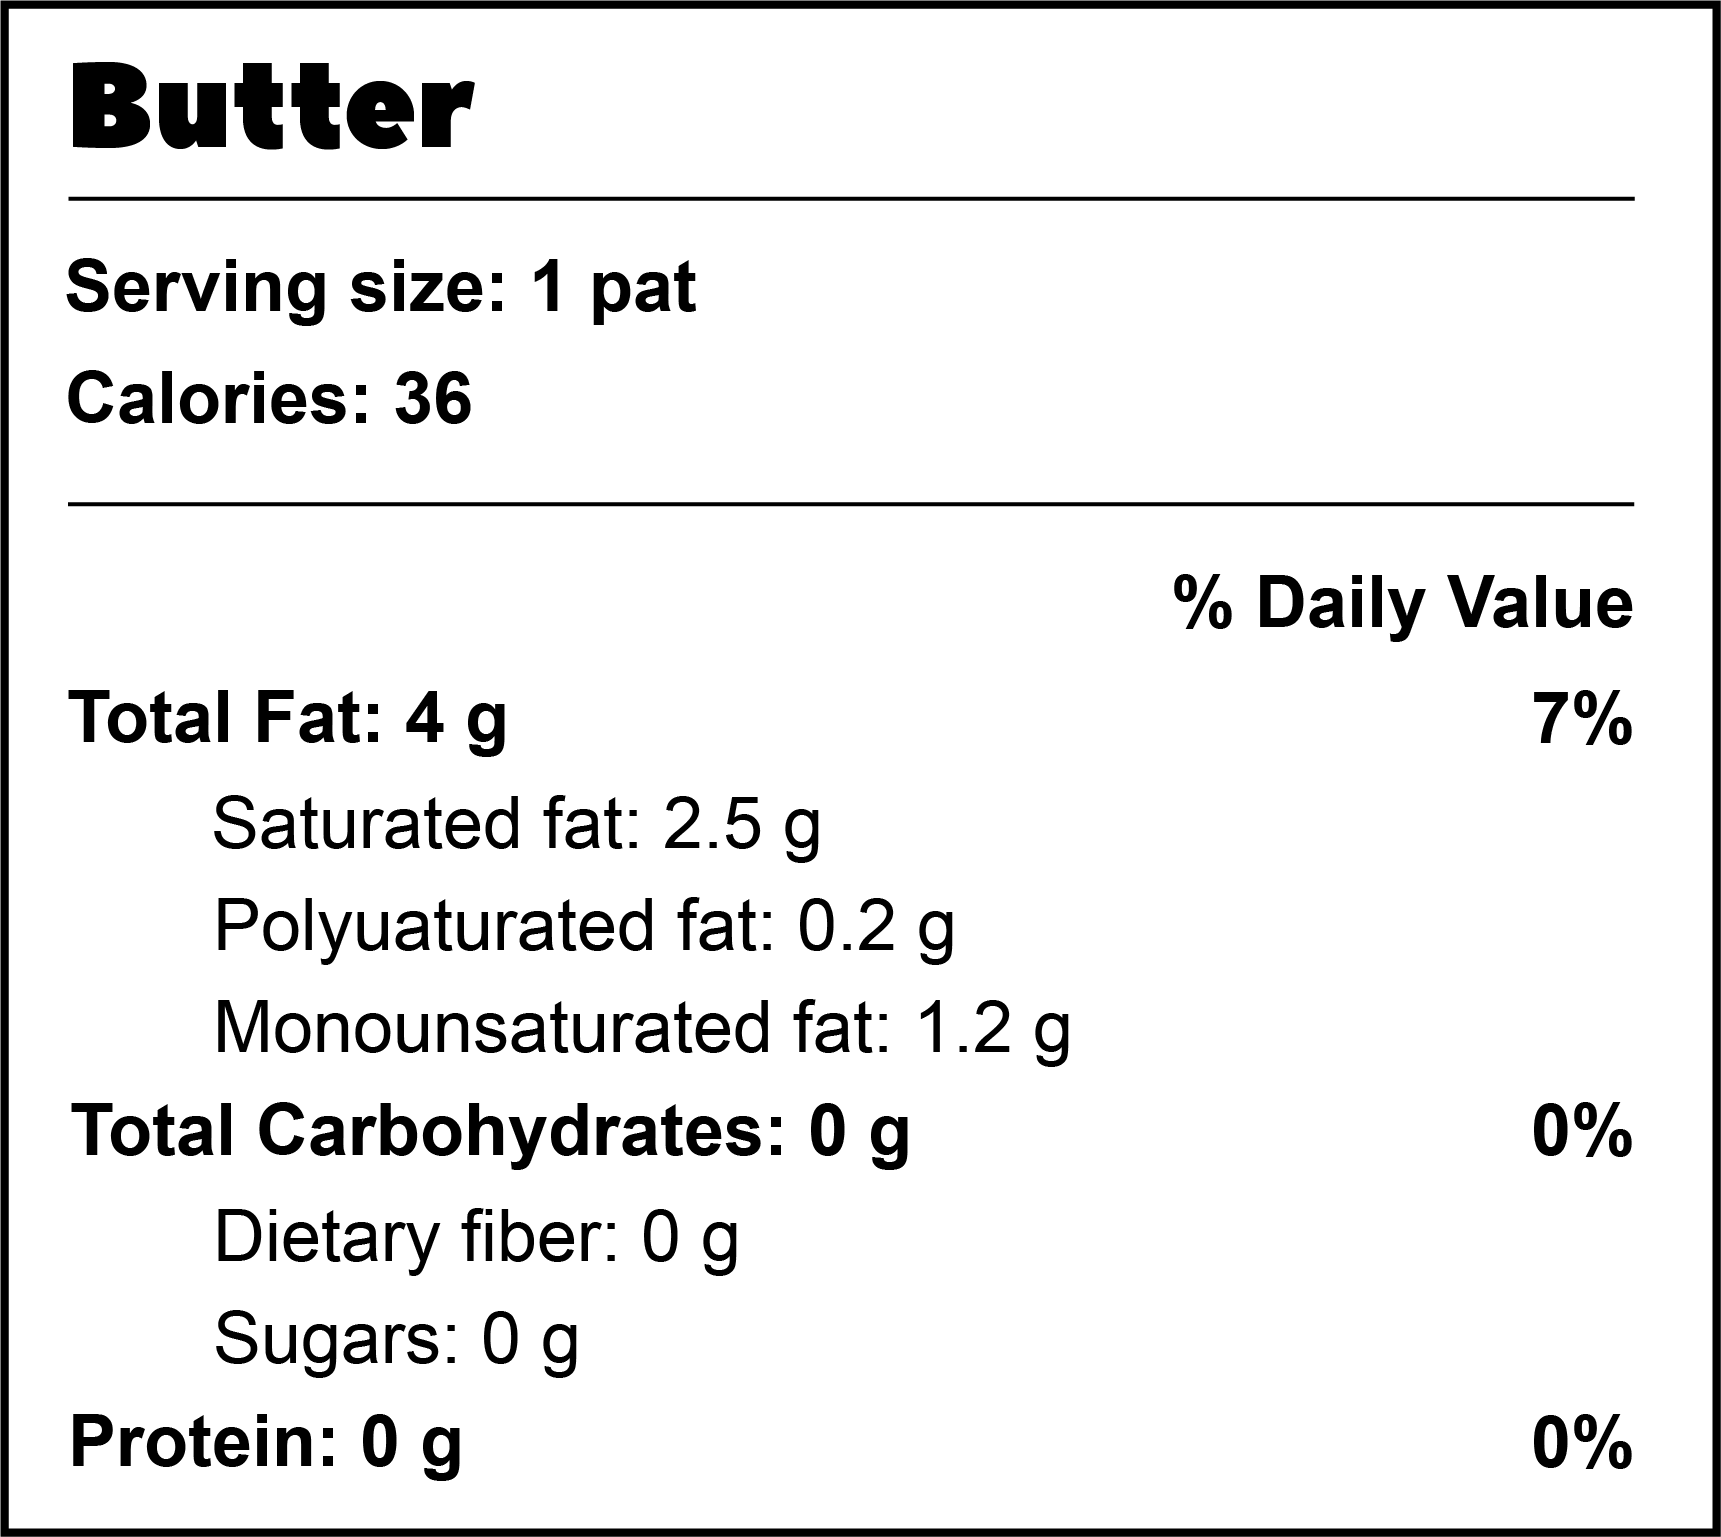 Butter
Serving size: 1 pat
Calories: 36
% Daily Value
Total Fat: 4 g 7%
Saturated fat: 2.5 g
Polyuaturated fat: 0.2 g
Monounsaturated fat: 1.2 g
Total Carbohydrates: 0 g 0%
Dietary fiber: 0 g
Sugars: 0 g
Protein: 0 g 0%